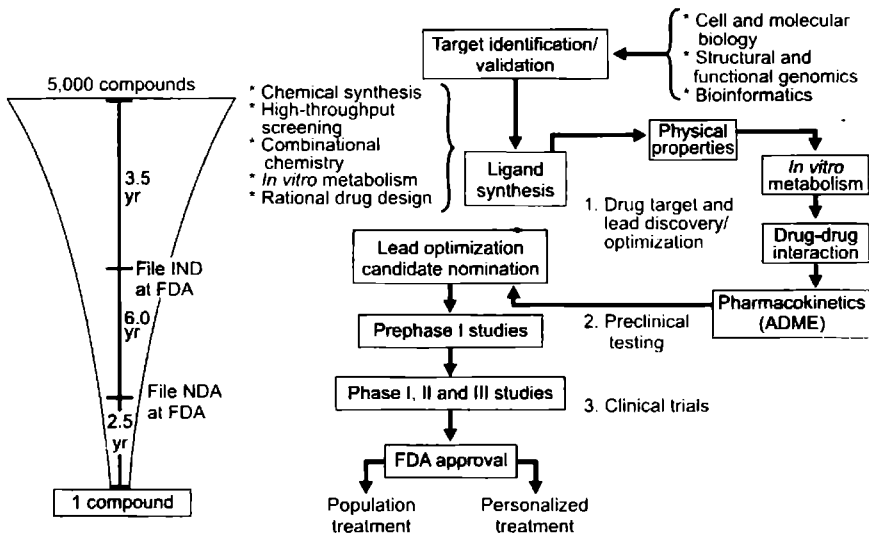 5,000 compounds
3.5
yr
File IND
at FDA
6.0
yr
File NDA
at FDA
2.5
yr
1 compound
* Chemical synthesis
* High-throughput
screening
* Combinational
chemistry
* In vitro metabolism
* Rational drug design
Target identification/
validation
* Cell and molecular
biology
* Structural and
functional genomics
* Bioinformatics
Ligand
synthesis
Physical
properties
In vitro
metabolism
Drug-drug
interaction
Pharmacokinetics
(ADME)
1. Drug target and
lead discovery/
optimization
Lead optimization
candidate nomination
2. Preclinical
testing
Prephase I studies
Phase I, II and III studies
3. Clinical trials
FDA approval
Population
treatment
Personalized
treatment